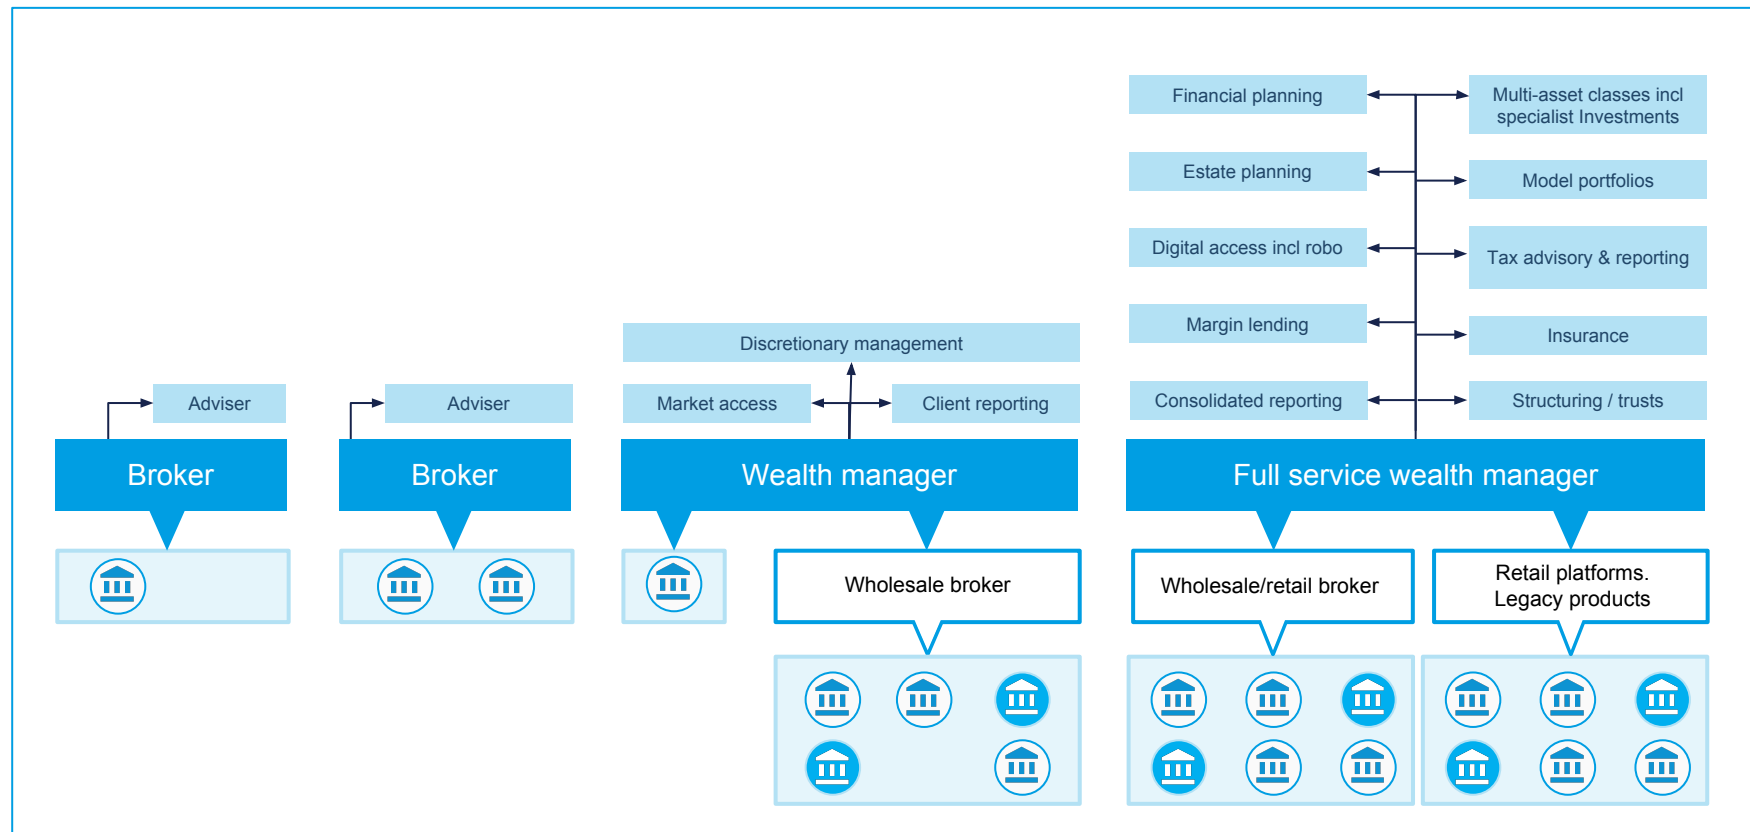 Financial planning
Multi-asset classes incl
specialist Investments
Estate planning
Model portfolios
Digital access incl robo
Tax advisory & reporting
Margin lending
Insurance
Discretionary management
Adviser
Adviser
Market access
Client reporting
Consolidated reporting
Structuring / trusts
Broker
Broker
Wealth manager
Full service wealth manager
Wholesale broker
Wholesale/retail broker
Retail platforms.
Legacy products